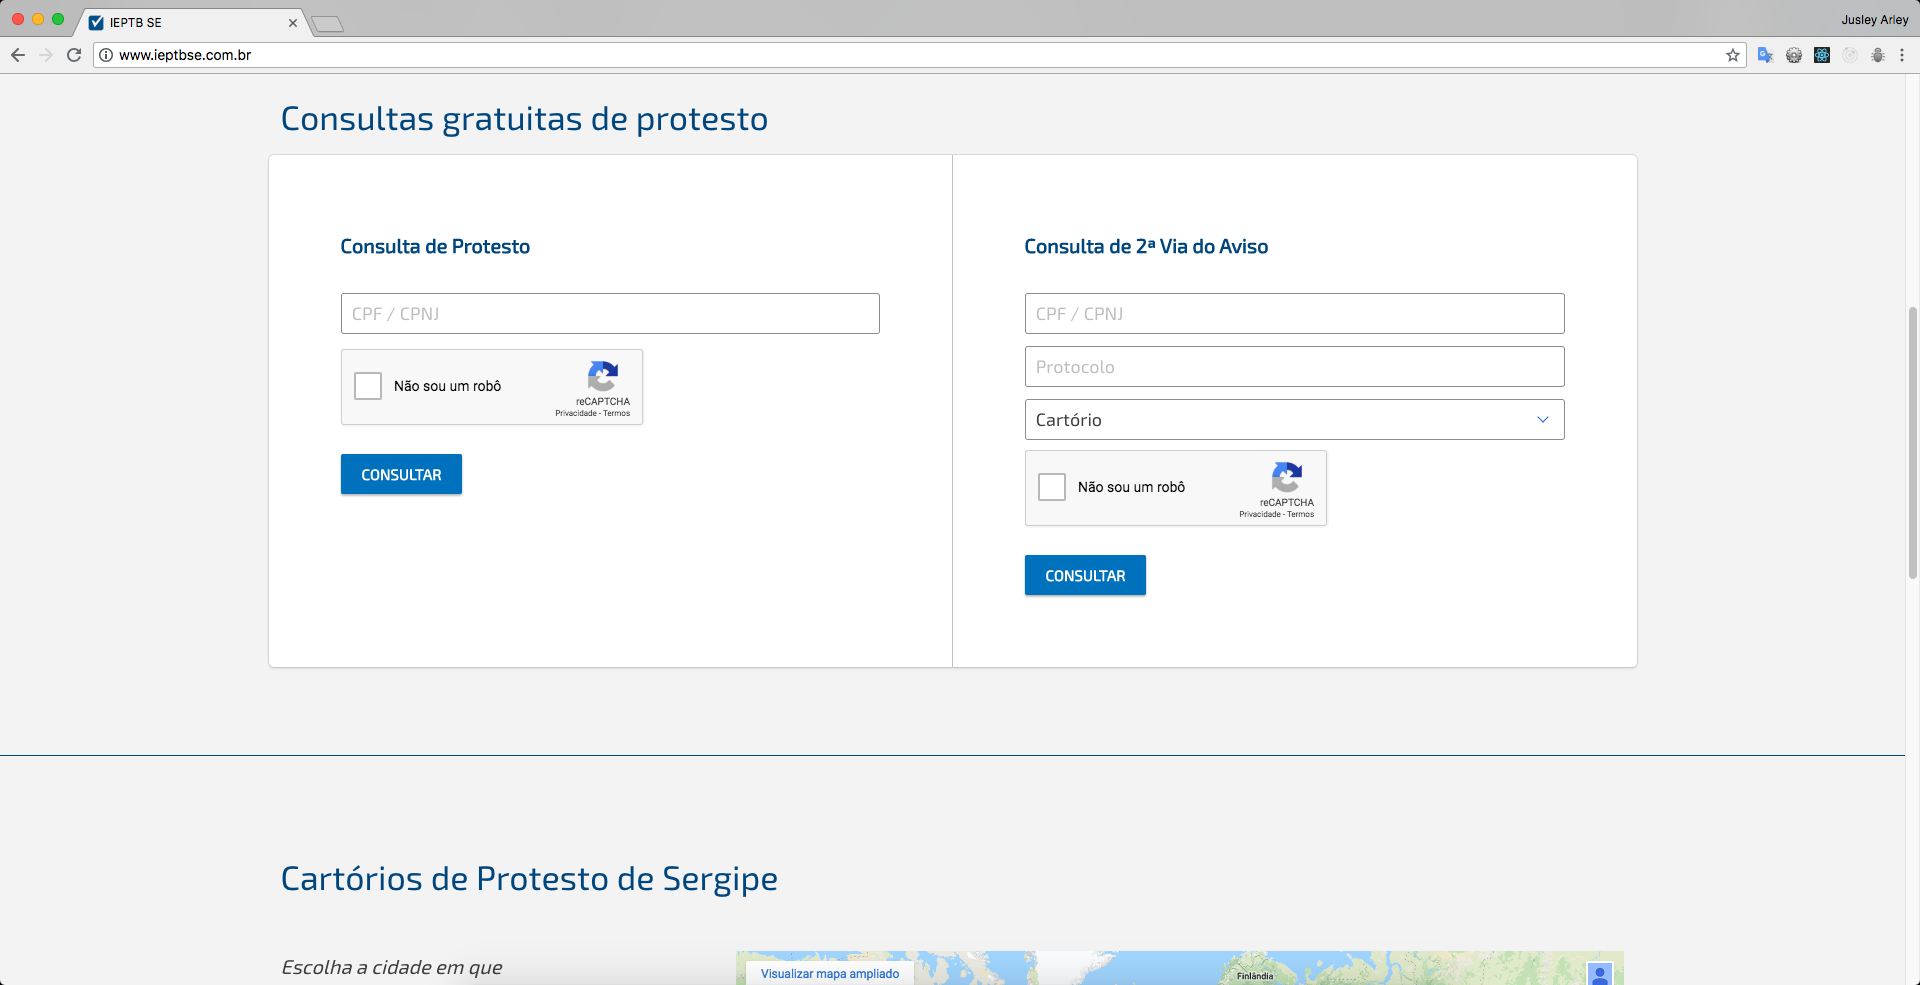 IEPTB SE
Jusley Arley
www.ieptbse.com.br
Consultas gratuitas de protesto
Consulta de Protesto
CPF / CPNJ
Não sou um robô
reCAPTCHA
Privacidade - Termos
CONSULTAR
Consulta de 2ª Via do Aviso
CPF / CPNJ
Protocolo
Cartório
Não sou um robô
reCAPTCHA
Privacidade - Termos
CONSULTAR
Cartórios de Protesto de Sergipe
Escolha a cidade em que
Visualizar mapa ampliado
Finlândia